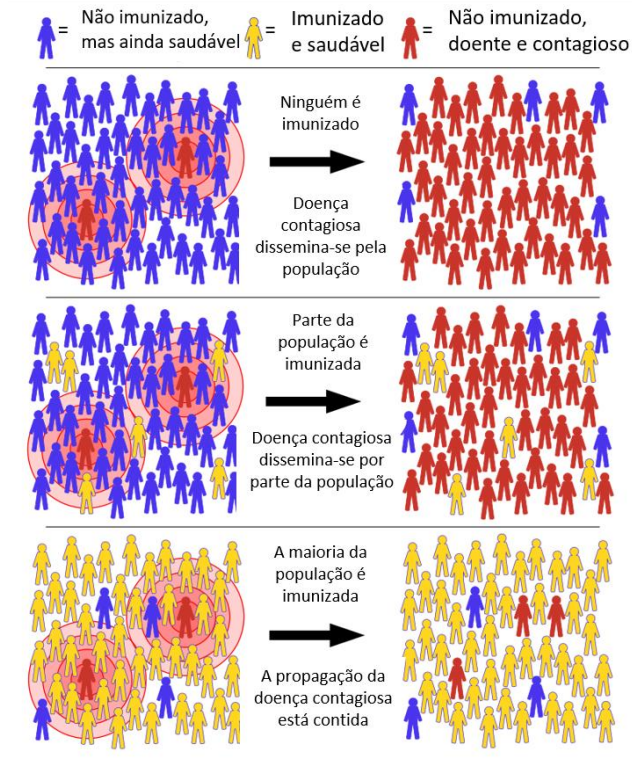 = Não imunizado,
mas ainda saudável
= Imunizado
e saudável
= Não imunizado,
doente e contagioso
Ninguém é
imunizado
Doença
contagiosa
dissemina-se pela
população
Parte da
população é
imunizada
Doença contagiosa
dissemina-se por
parte da população
A maioria da
população é
imunizada
A propagação da
doença contagiosa
está contida